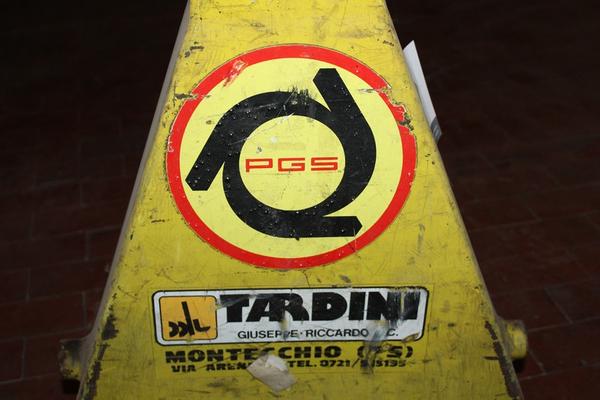 PGS
TARDINI
GIUSEPPE · RICCARDO
MONTECCHIO (PS)
VIA TEL. 0721/